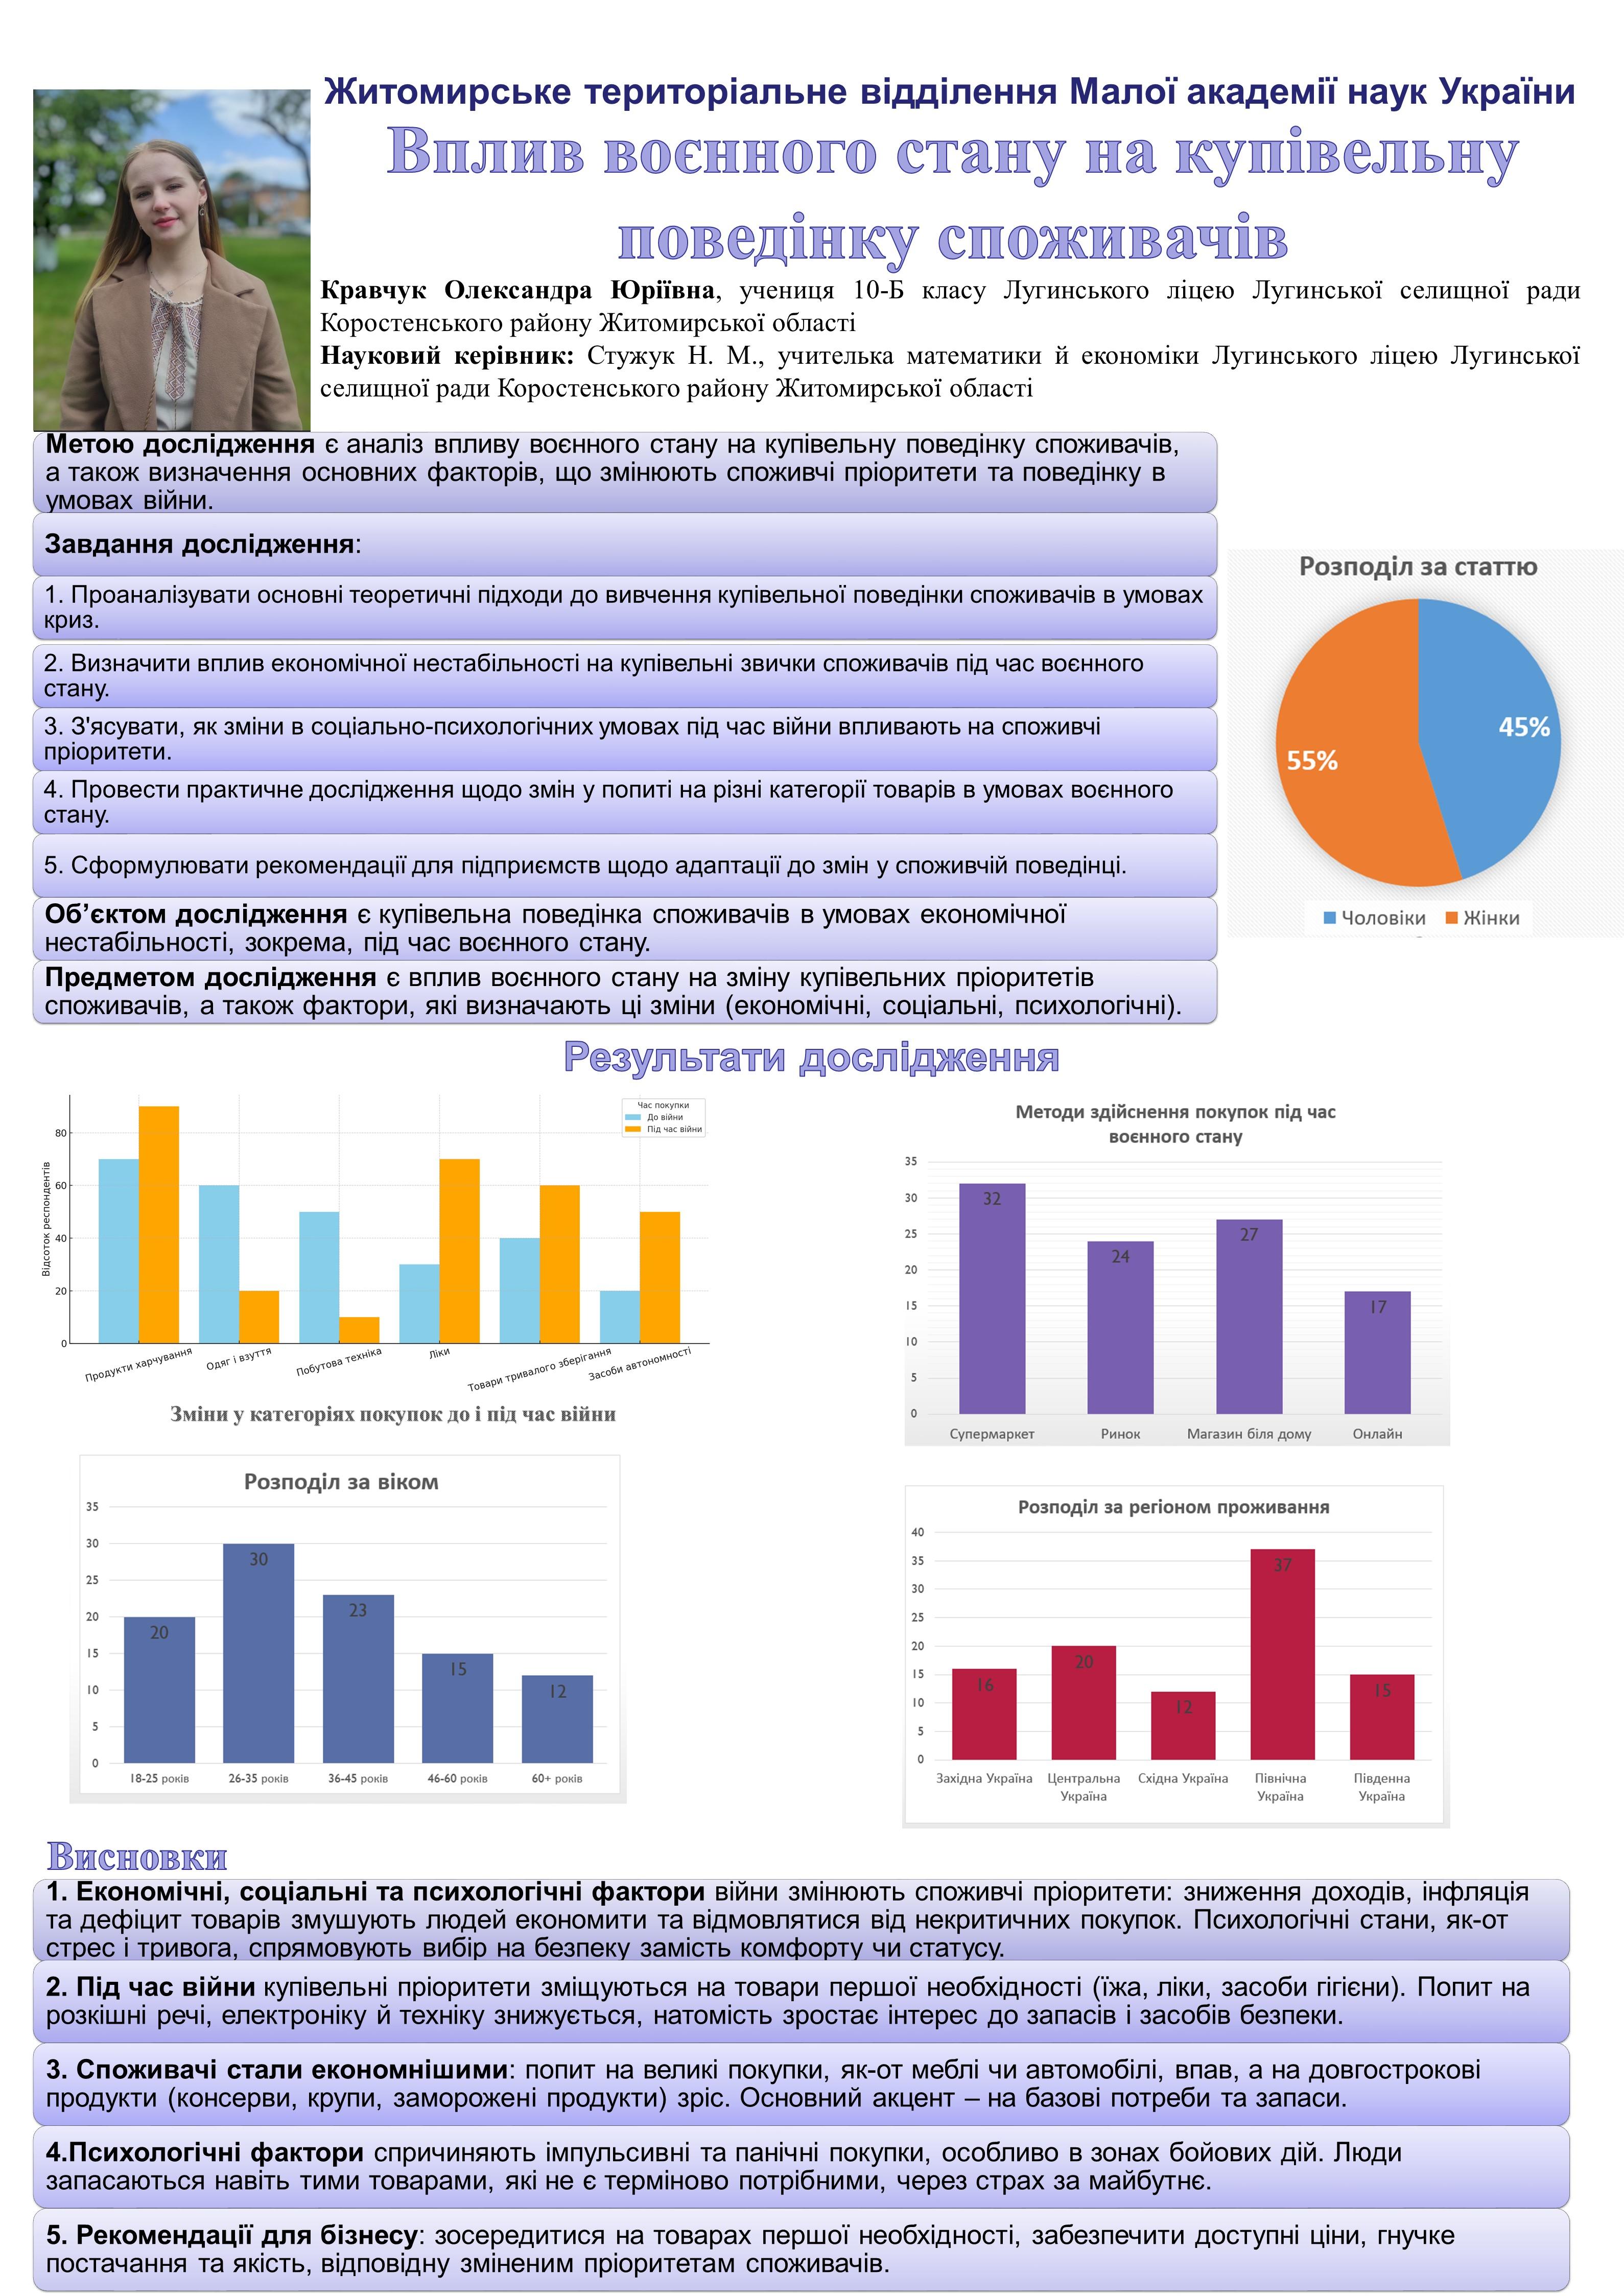 Житомирське територіальне відділення Малої академії наук України
Вплив воєнного стану на купівельну
поведінку споживачів
Кравчук Олександра Юріївна, учениця 10-Б класу Лугинського ліцею Лугинської селищної ради
Коростенського району Житомирської області
Науковий керівник: Стужук Н. М., учителька математики й економіки Лугинського ліцею Лугинської
селищної ради Коростенського району Житомирської області
Метою дослідження є аналіз впливу воєнного стану на купівельну поведінку споживачів,
а також визначення основних факторів, що змінюють споживчі пріоритети та поведінку в
умовах війни.
Завдання дослідження:
1. Проаналізувати основні теоретичні підходи до вивчення купівельної поведінки споживачів в умовах
криз.
2. Визначити вплив економічної нестабільності на купівельні звички споживачів під час воєнного
стану.
3. З'ясувати, як зміни в соціально-психологічних умовах під час війни впливають на споживчі
пріоритети.
4. Провести практичне дослідження щодо змін у попиті на різні категорії товарів в умовах воєнного
стану.
5. Сформулювати рекомендації для підприємств щодо адаптації до змін у споживчій поведінці.
Об’єктом дослідження є купівельна поведінка споживачів в умовах економічної
нестабільності, зокрема, під час воєнного стану.
Предметом дослідження є вплив воєнного стану на зміну купівельних пріоритетів
споживачів, а також фактори, які визначають ці зміни (економічні, соціальні, психологічні).
Розподіл за статтю
45%
55%
Чоловіки Жінки
Результати дослідження
Час покупки
До війни
Під час війни
Відсоток респондентів
80
60
40
20
0
Продукти харчування Одяг і взуття Побутова техніка Ліки Товари тривалого зберігання Засоби автономності
Зміни у категоріях покупок до і під час війни
Методи здійснення покупок під час
воєнного стану
35
30
25
20
15
10
5
0
32 24 27 17
Супермаркет Ринок Магазин біля дому Онлайн
Розподіл за віком
35
30
25
20
15
10
5
0
20 30 23 15 12
18-25 років 26-35 років 36-45 років 46-60 років 60+ років
Розподіл за регіоном проживання
40
35
30
25
20
15
10
5
0
16 20 12 37 15
Західна Україна Центральна Східна Україна Північна Південна
Україна Україна Україна
Висновки
1. Економічні, соціальні та психологічні фактори війни змінюють споживчі пріоритети: зниження доходів, інфляція
та дефіцит товарів змушують людей економити та відмовлятися від некритичних покупок. Психологічні стани, як-от
стрес і тривога, спрямовують вибір на безпеку замість комфорту чи статусу.
2. Під час війни купівельні пріоритети зміщуються на товари першої необхідності (їжа, ліки, засоби гігієни). Попит на
розкішні речі, електроніку й техніку знижується, натомість зростає інтерес до запасів і засобів безпеки.
3. Споживачі стали економнішими: попит на великі покупки, як-от меблі чи автомобілі, впав, а на довгострокові
продукти (консерви, крупи, заморожені продукти) зріс. Основний акцент – на базові потреби та запаси.
4.Психологічні фактори спричиняють імпульсивні та панічні покупки, особливо в зонах бойових дій. Люди
запасаються навіть тими товарами, які не є терміново потрібними, через страх за майбутнє.
5. Рекомендації для бізнесу: зосередитися на товарах першої необхідності, забезпечити доступні ціни, гнучке
постачання та якість, відповідну зміненим пріоритетам споживачів.